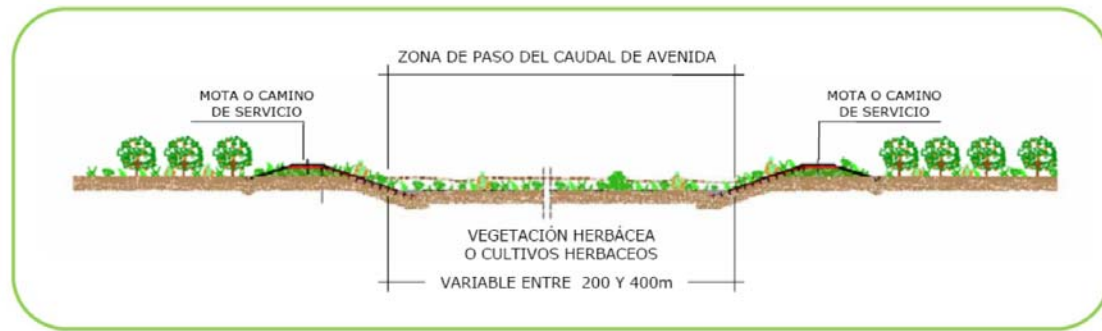 ZONA DE PASO DEL CAUDAL DE AVENIDA
MOTA O CAMINO
DE SERVICIO
MOTA O CAMINO
DE SERVICIO
VEGETACIÓN HERBÁCEA
O CULTIVOS HERBACEOS
VARIABLE ENTRE 200 Y 400m